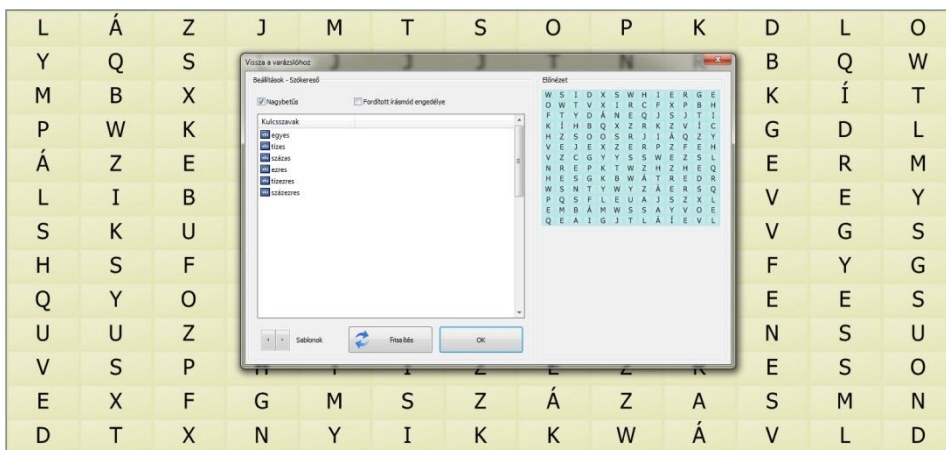 L Á Z J M T S O P K D L O
Y Q S J J J T N R B Q W
Vissza a varázslóhoz
Beállítások - Szókereső
Előnézet
Nagybetűs
Fordított írásmód engedélye
Kulcsszavak
egyes
tízes
százas
ezres
tízezres
százezres
Sablonok
Frissítés
OK
W S I D X S W H I E R G E
O W T V X I R C F X P B H
F T Y D Á N E Q J S J T I
K Í H B Q X Z R K Z V Í C
H Z S O O S R J I Á Q Z Y
V E J E X Z E R P Z F E H
V Z C G Y Y S S W E Z S L
N R E P K T W Z H Z H E Q
H E S G K B W Á T R E D R
W S N T Y W Y Z Á E R S Q
P Q S F L E U A J S Z X L
E M B Á M W S S A Y V O E
Q E A I G J T L Á Í E V L
M B X K Í T
P W K G D L
Á Z E E R M
L I B V E Y
S K U V G S
H S F F Y G
Q Y O E E S
U U Z N S U
V S P H Y I Z E Z R E S O
E X F G M S Z Á Z A S M N
D T X N Y I K K W Á V L D